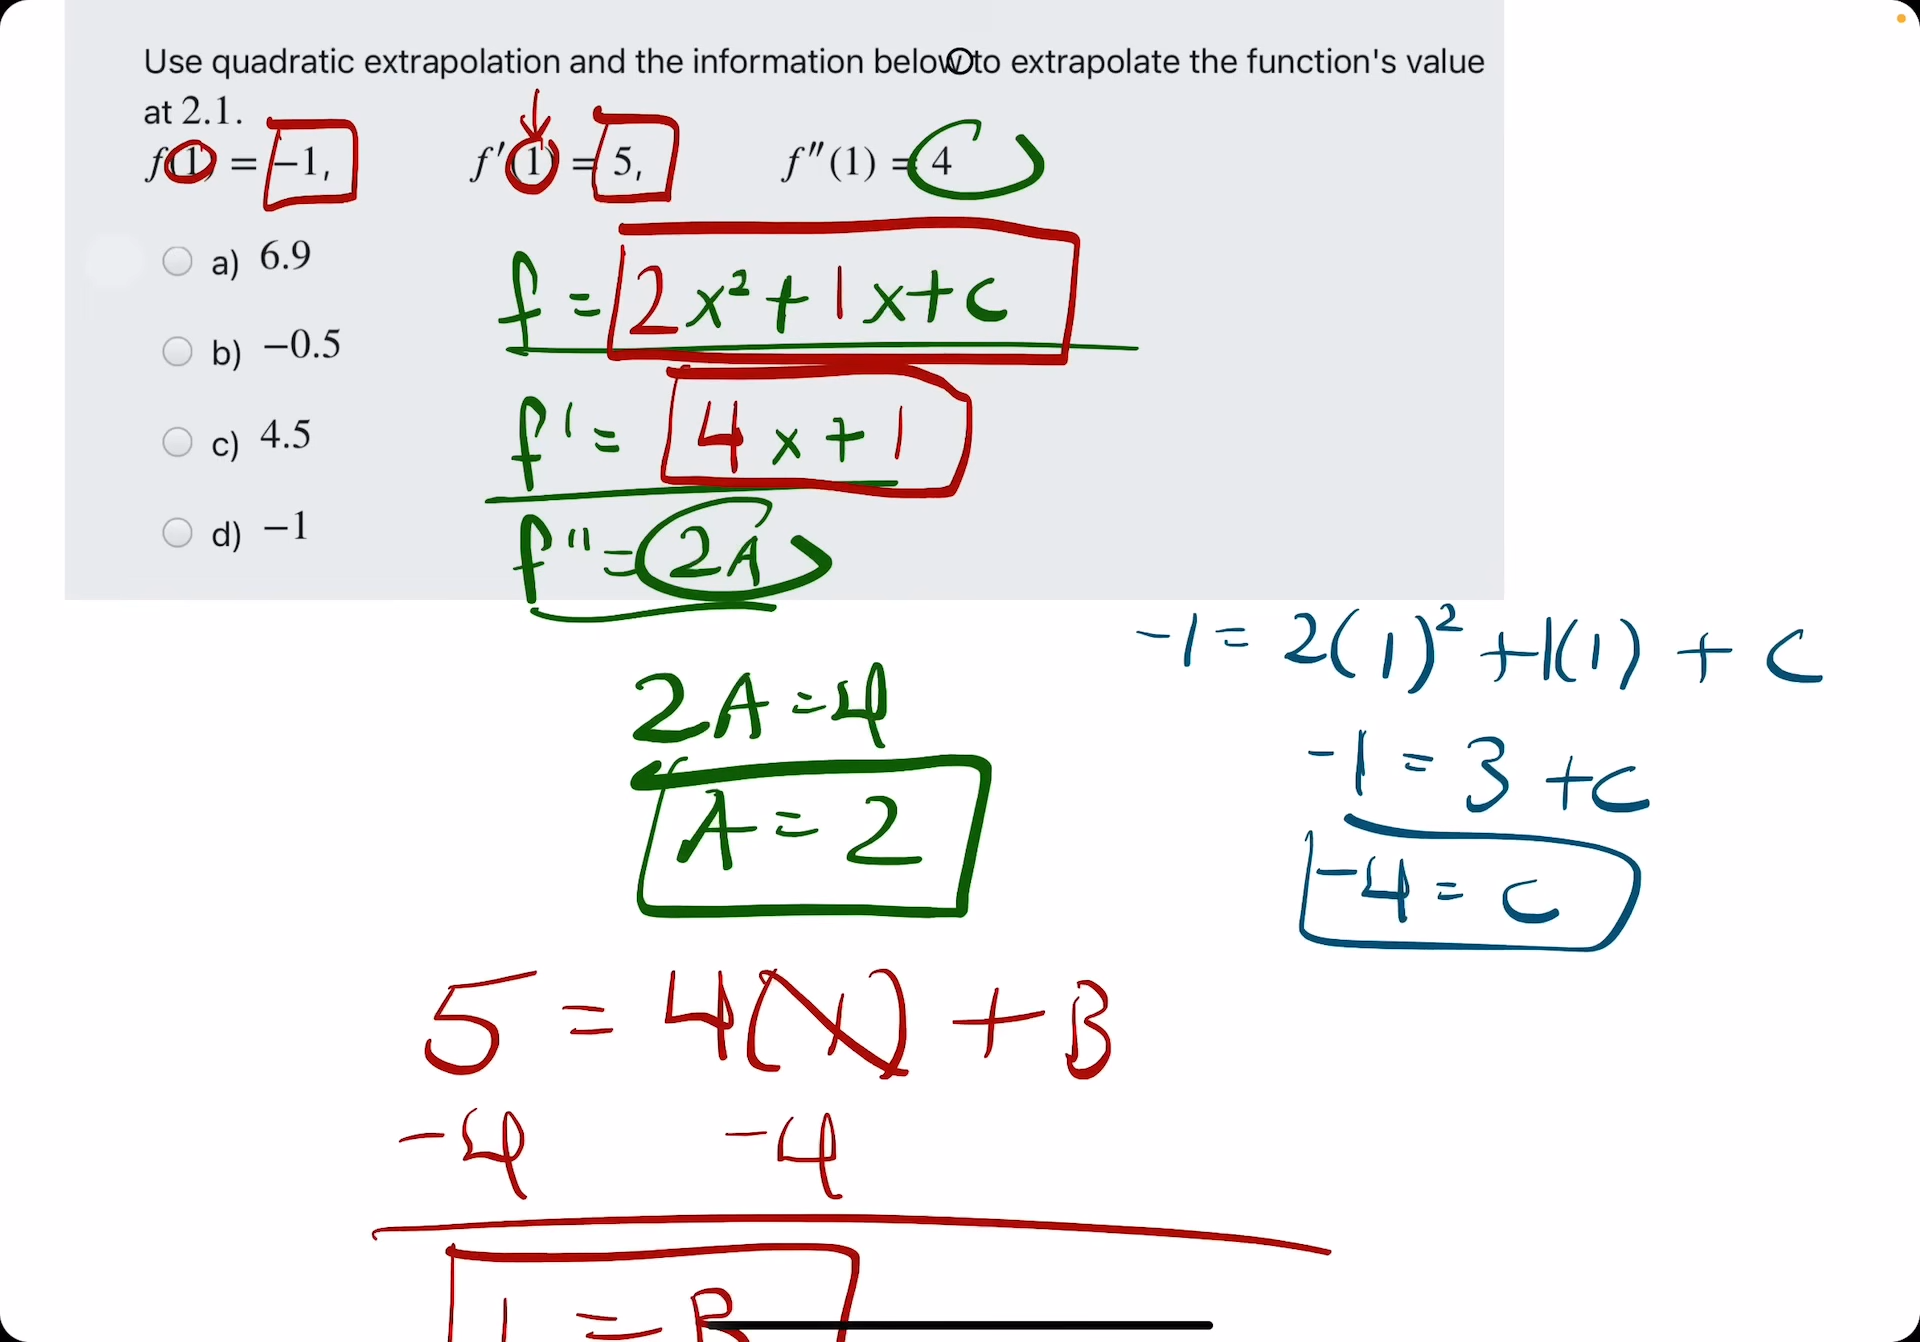 Use quadratic extrapolation and the information below to extrapolate the function's value
at 2.1.
f(1) = −1, f′(1) = 5, f″(1) = 4
a) 6.9
b) −0.5
c) 4.5
d) −1
f = 2x² + 1x + c
f' = 4x + 1
f" = 2A
2A = 4
A = 2
-1 = 2(1)² + 1(1) + c
-1 = 3 + c
-4 = c
5 = 4(1) + B
-4 -4
1 = B